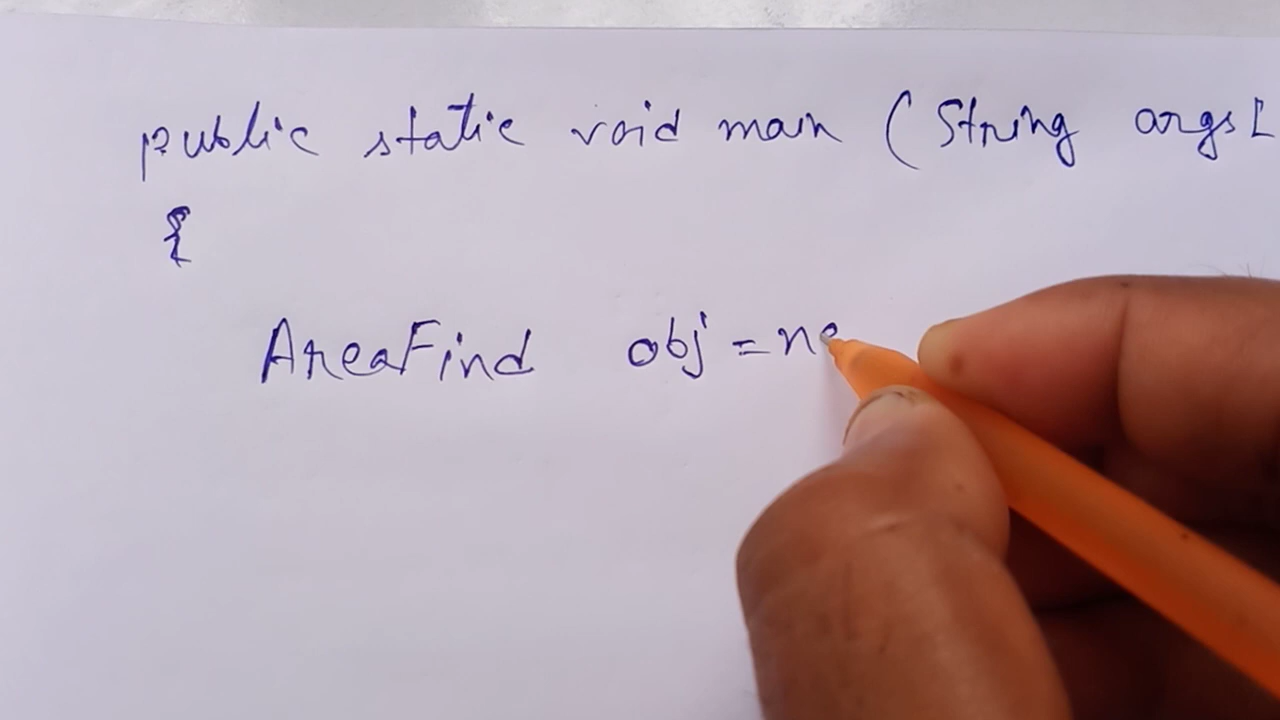 public static void main (String args[
{
AreaFind obj = ne